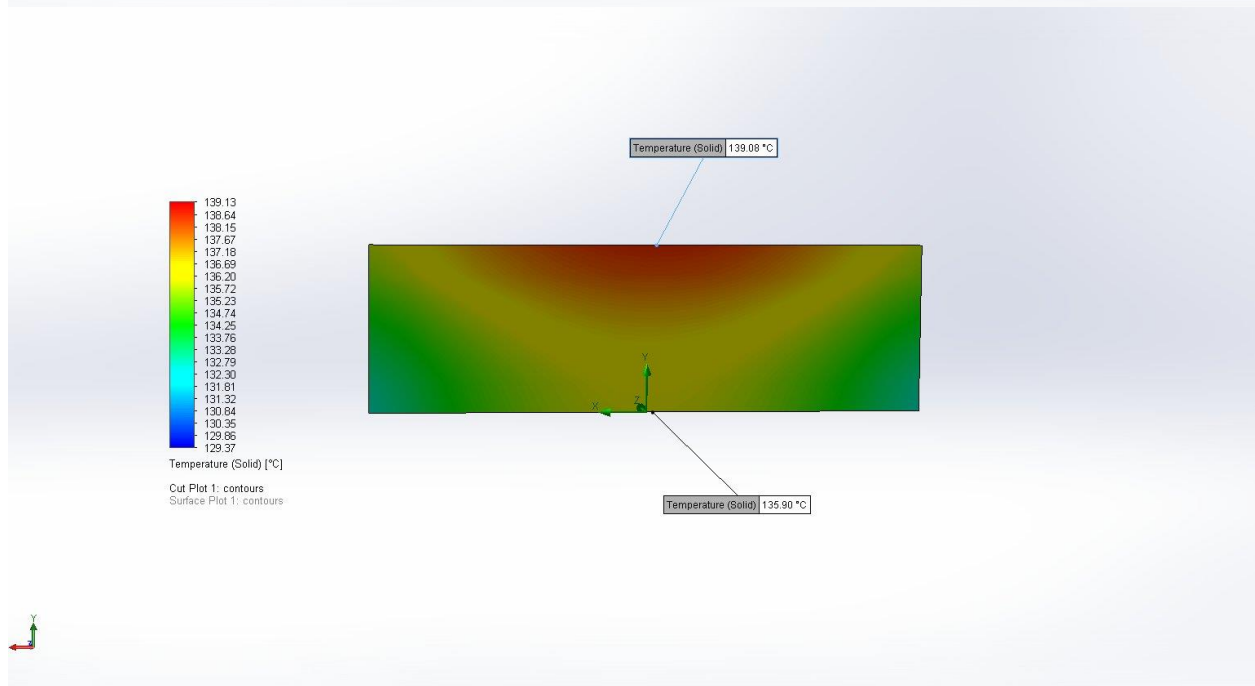 Temperature (Solid) 139.08 °C
139.13
138.64
138.15
137.67
137.18
136.69
136.20
135.72
135.23
134.74
134.25
133.76
133.28
132.79
132.30
131.81
131.32
130.84
130.35
129.86
129.37
Temperature (Solid) [°C]
Cut Plot 1: contours
Surface Plot 1: contours
Y
X
Z
Temperature (Solid) 135.90 °C
Y
Z